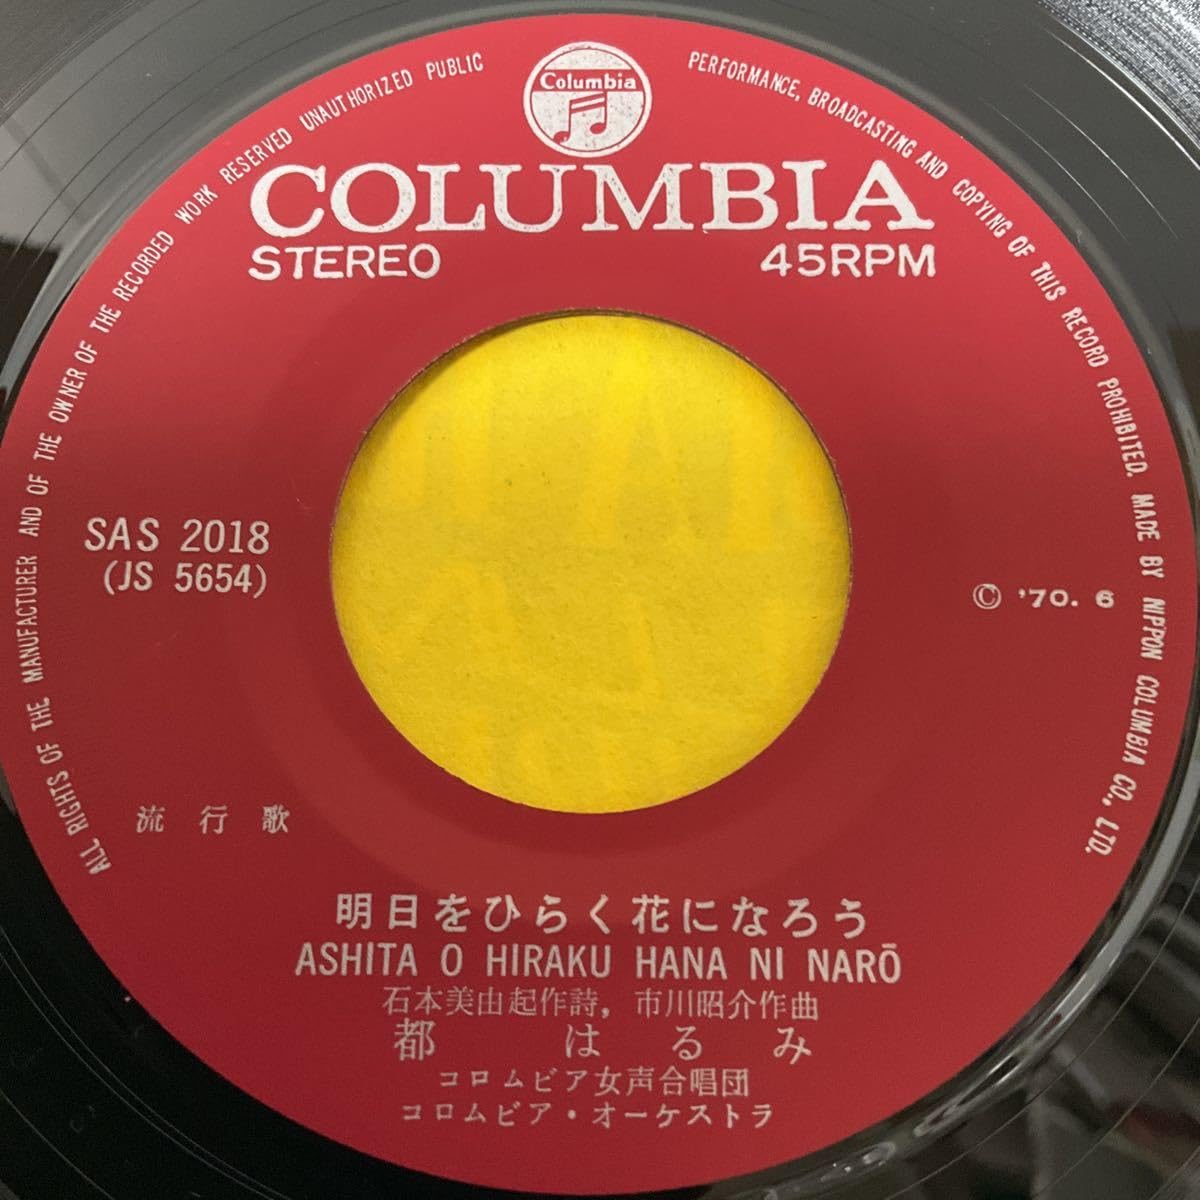 Columbia
COLUMBIA
STEREO 45RPM
ALL RIGHTS OF THE MANUFACTURER AND OF THE OWNER OF THE RECORDED WORK RESERVED UNAUTHORIZED PUBLIC PERFORMANCE, BROADCASTING AND COPYING OF THIS RECORD PROHIBITED. MADE BY NIPPON COLUMBIA CO., LTD.
SAS 2018
(JS 5654)
© '70. 6
流行歌
明日をひらく花になろう
ASHITA O HIRAKU HANA NI NARŌ
石本美由起作詩, 市川昭介作曲
都 はるみ
コロムビア女声合唱団
コロムビア・オーケストラ